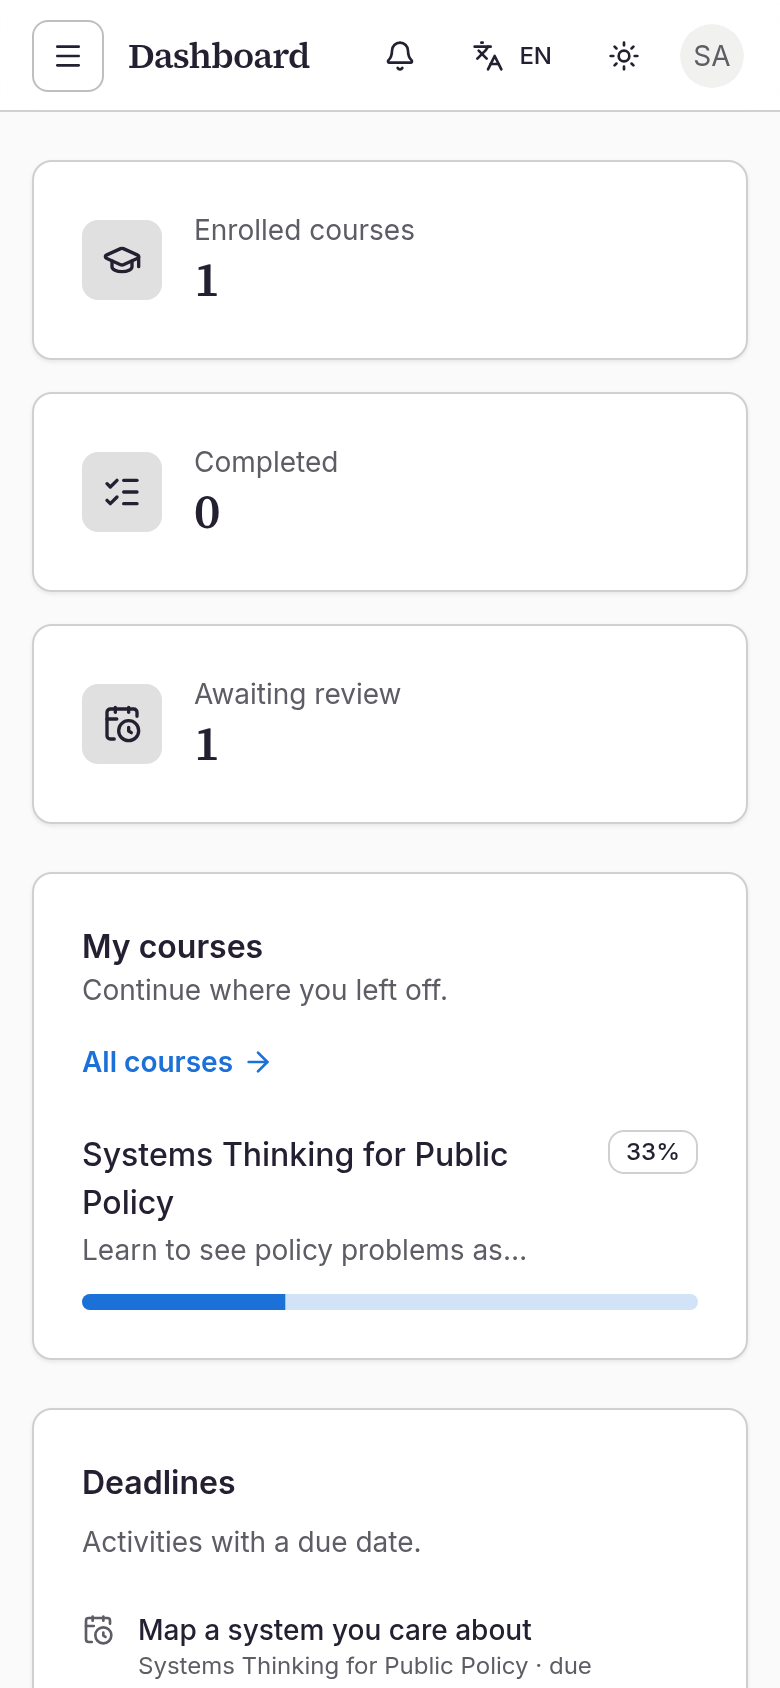 Dashboard
EN
SA
Enrolled courses
1
Completed
0
Awaiting review
1
My courses
Continue where you left off.
All courses
Systems Thinking for Public
Policy
33%
Learn to see policy problems as...
Deadlines
Activities with a due date.
Map a system you care about
Systems Thinking for Public Policy · due